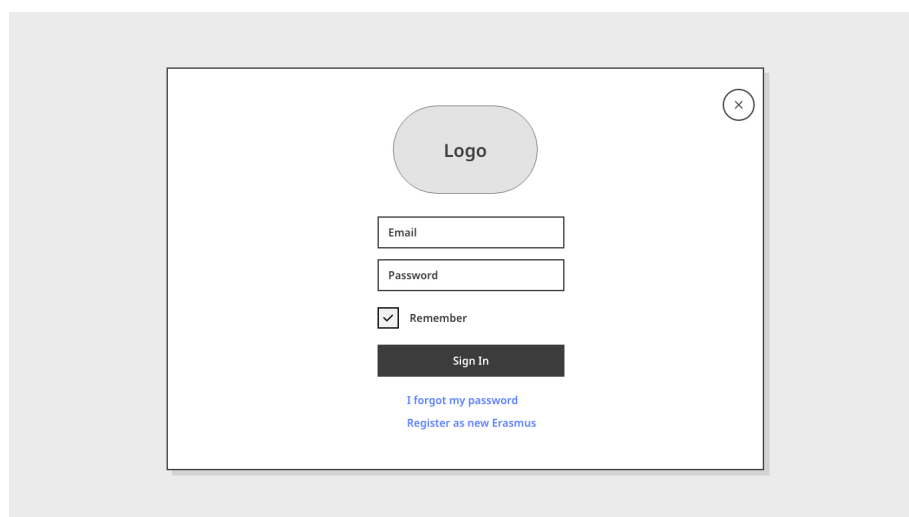 Logo
Email
Password
Remember
Sign In
I forgot my password
Register as new Erasmus